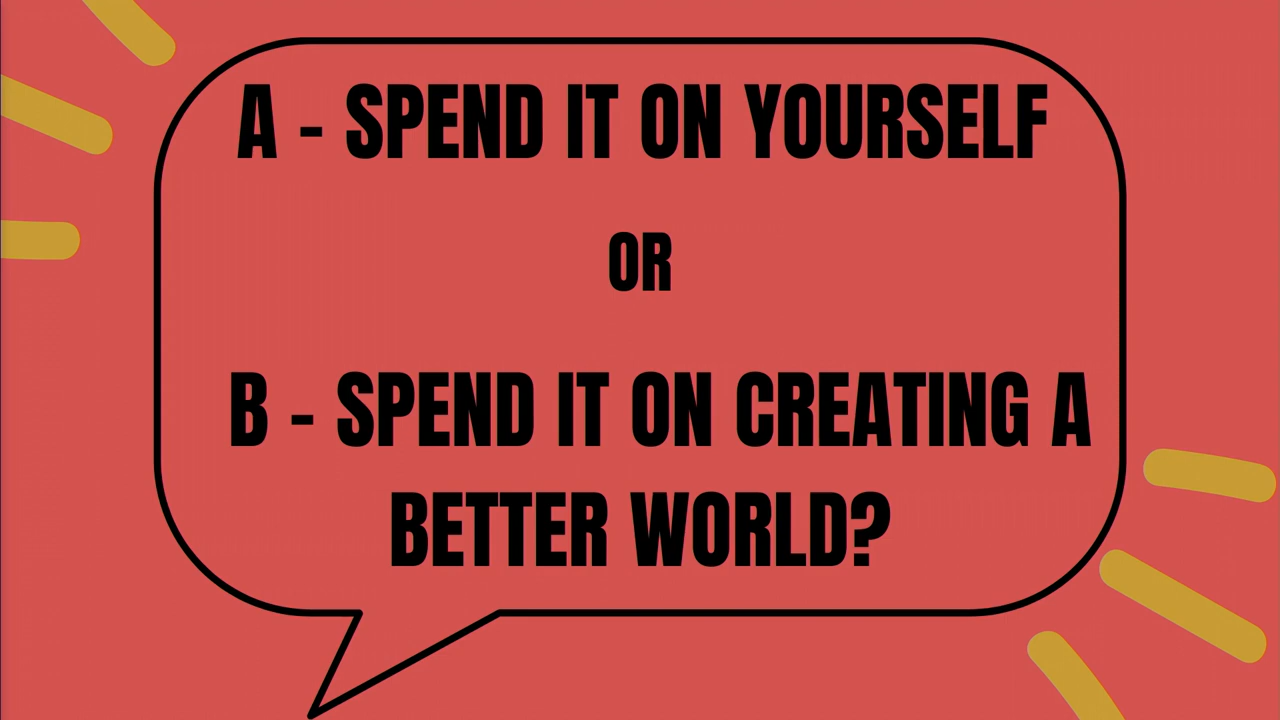 A - SPEND IT ON YOURSELF
OR
B - SPEND IT ON CREATING A
BETTER WORLD?